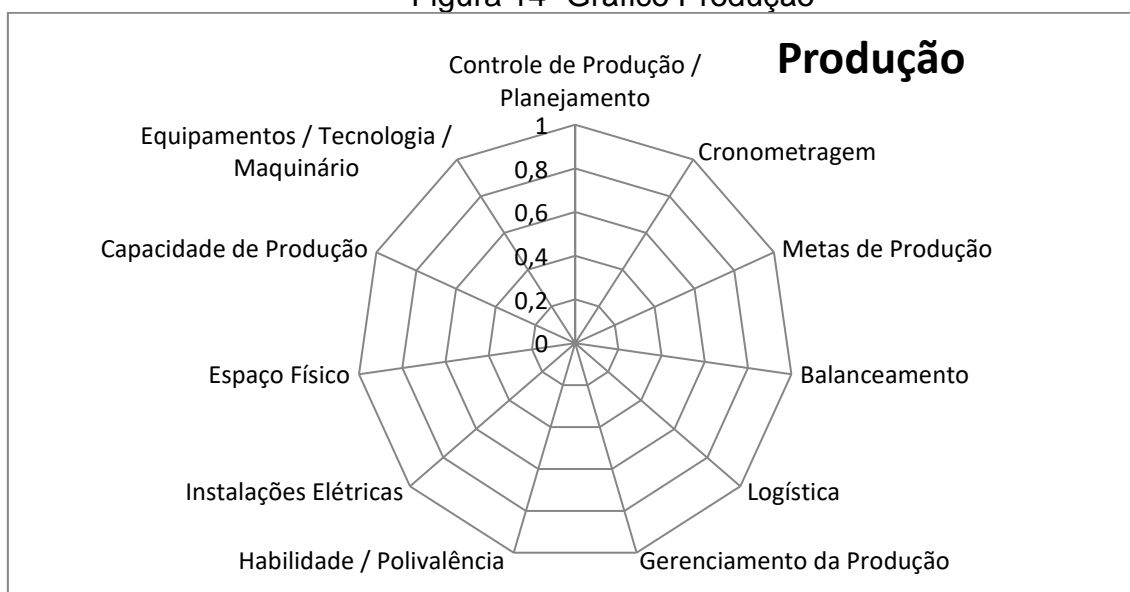 Figura 14- Gráfico Produção
Produção
Controle de Produção /
Planejamento
Cronometragem
Metas de Produção
Balanceamento
Logística
Gerenciamento da Produção
Habilidade / Polivalência
Instalações Elétricas
Espaço Físico
Capacidade de Produção
Equipamentos / Tecnologia /
Maquinário
1
0,8
0,6
0,4
0,2
0